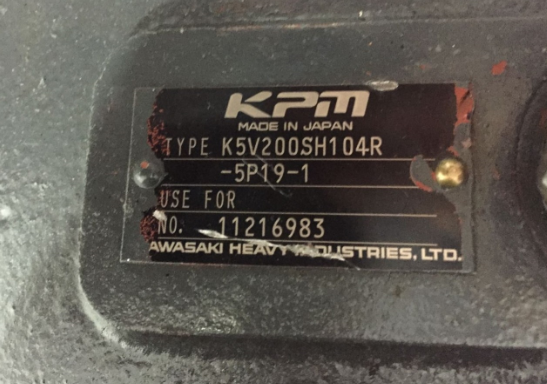 KPM
MADE IN JAPAN
TYPE K5V200SH104R
-5P19-1
USE FOR
NO. 11216983
AWASAKI HEAVY INDUSTRIES, LTD.